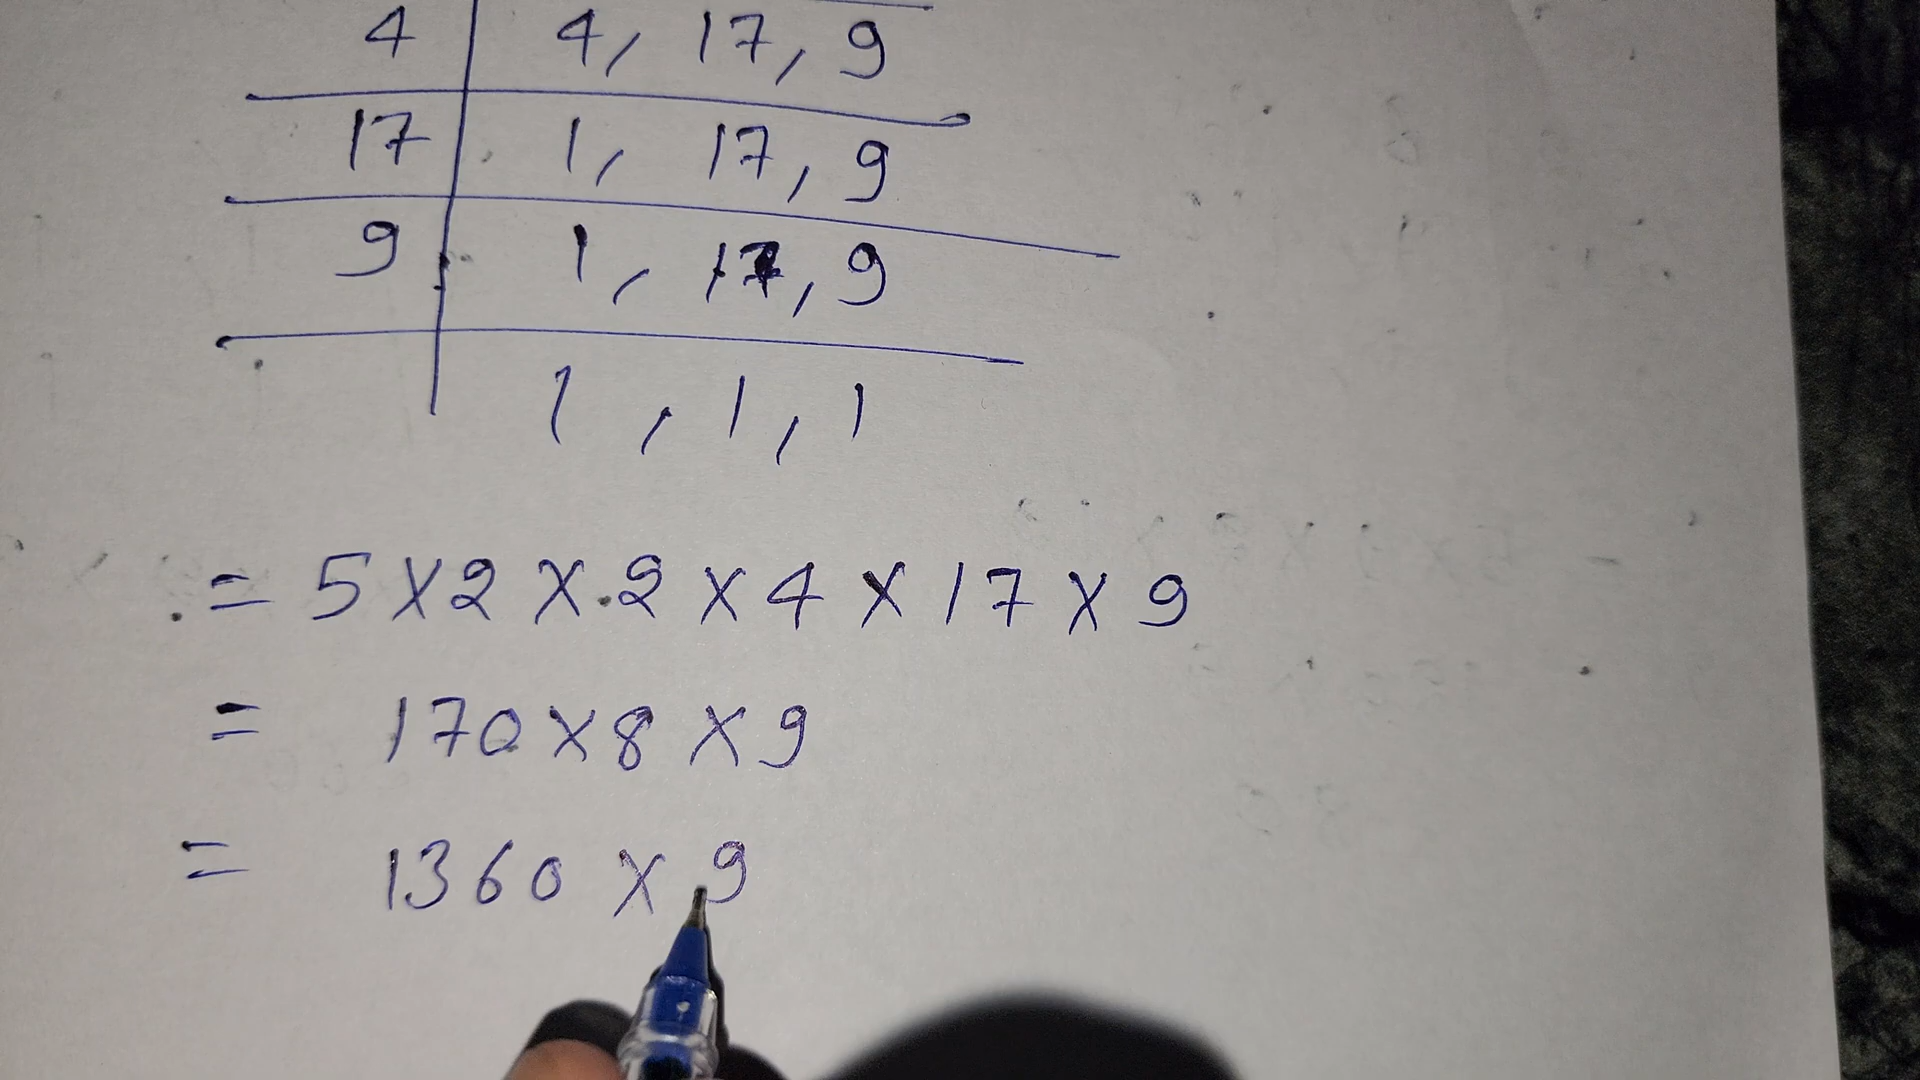 4 | 4, 17, 9
17 | 1, 17, 9
9 | 1, 17, 9
1, 1, 1
= 5 X 2 X 2 X 4 X 17 X 9
= 170 X 8 X 9
= 1360 X 9